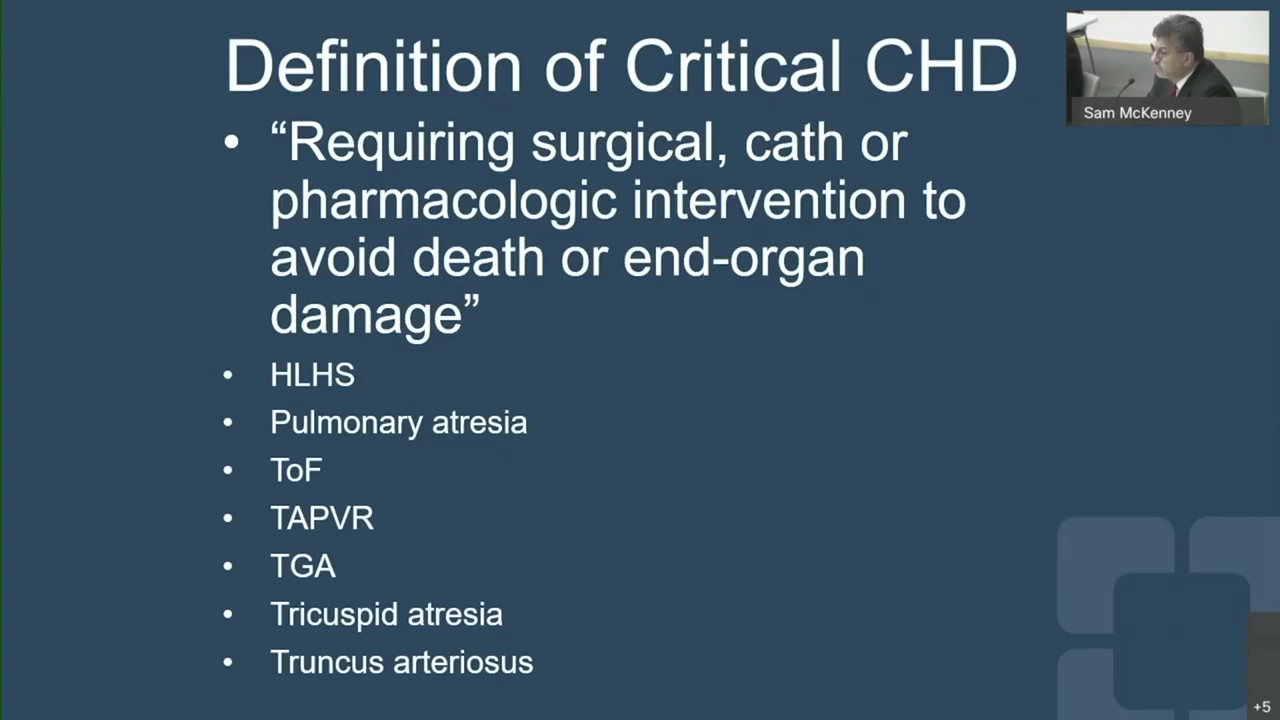 Definition of Critical CHD
• “Requiring surgical, cath or
pharmacologic intervention to
avoid death or end-organ
damage”
• HLHS
• Pulmonary atresia
• ToF
• TAPVR
• TGA
• Tricuspid atresia
• Truncus arteriosus
Sam McKenney
+5